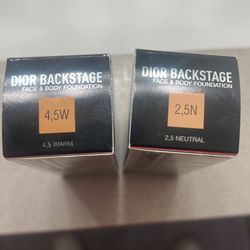 DIOR BACKSTAGE
FACE & BODY FOUNDATION
4,5W
4,5 WARM
DIOR BACKSTAGE
FACE & BODY FOUNDATION
2,5N
2,5 NEUTRAL